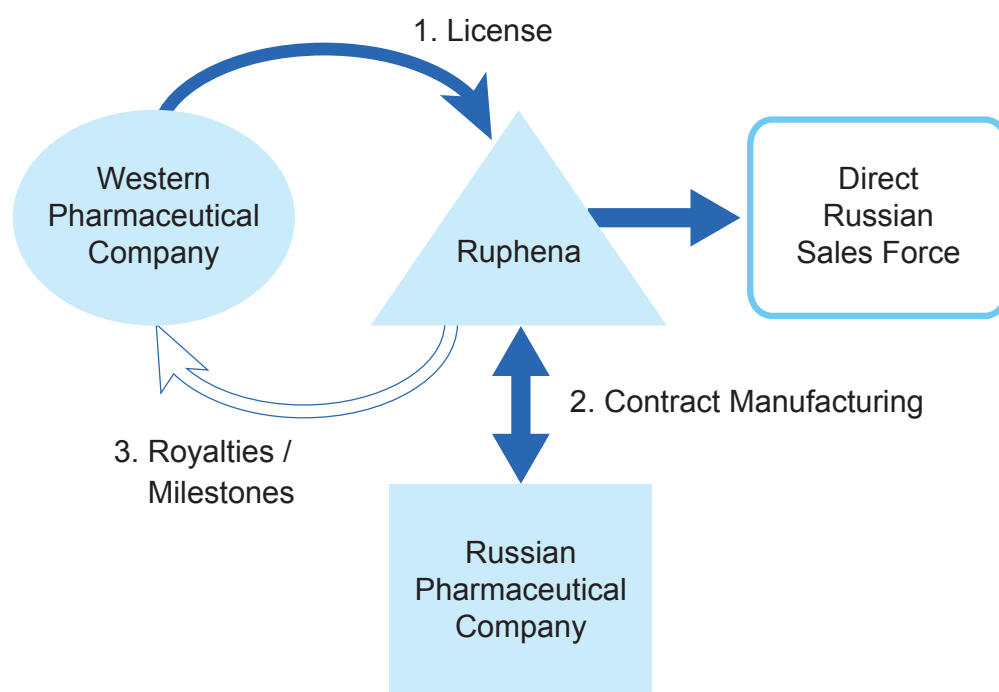 1. License
Western
Pharmaceutical
Company
Ruphena
Direct
Russian
Sales Force
2. Contract Manufacturing
3. Royalties /
Milestones
Russian
Pharmaceutical
Company